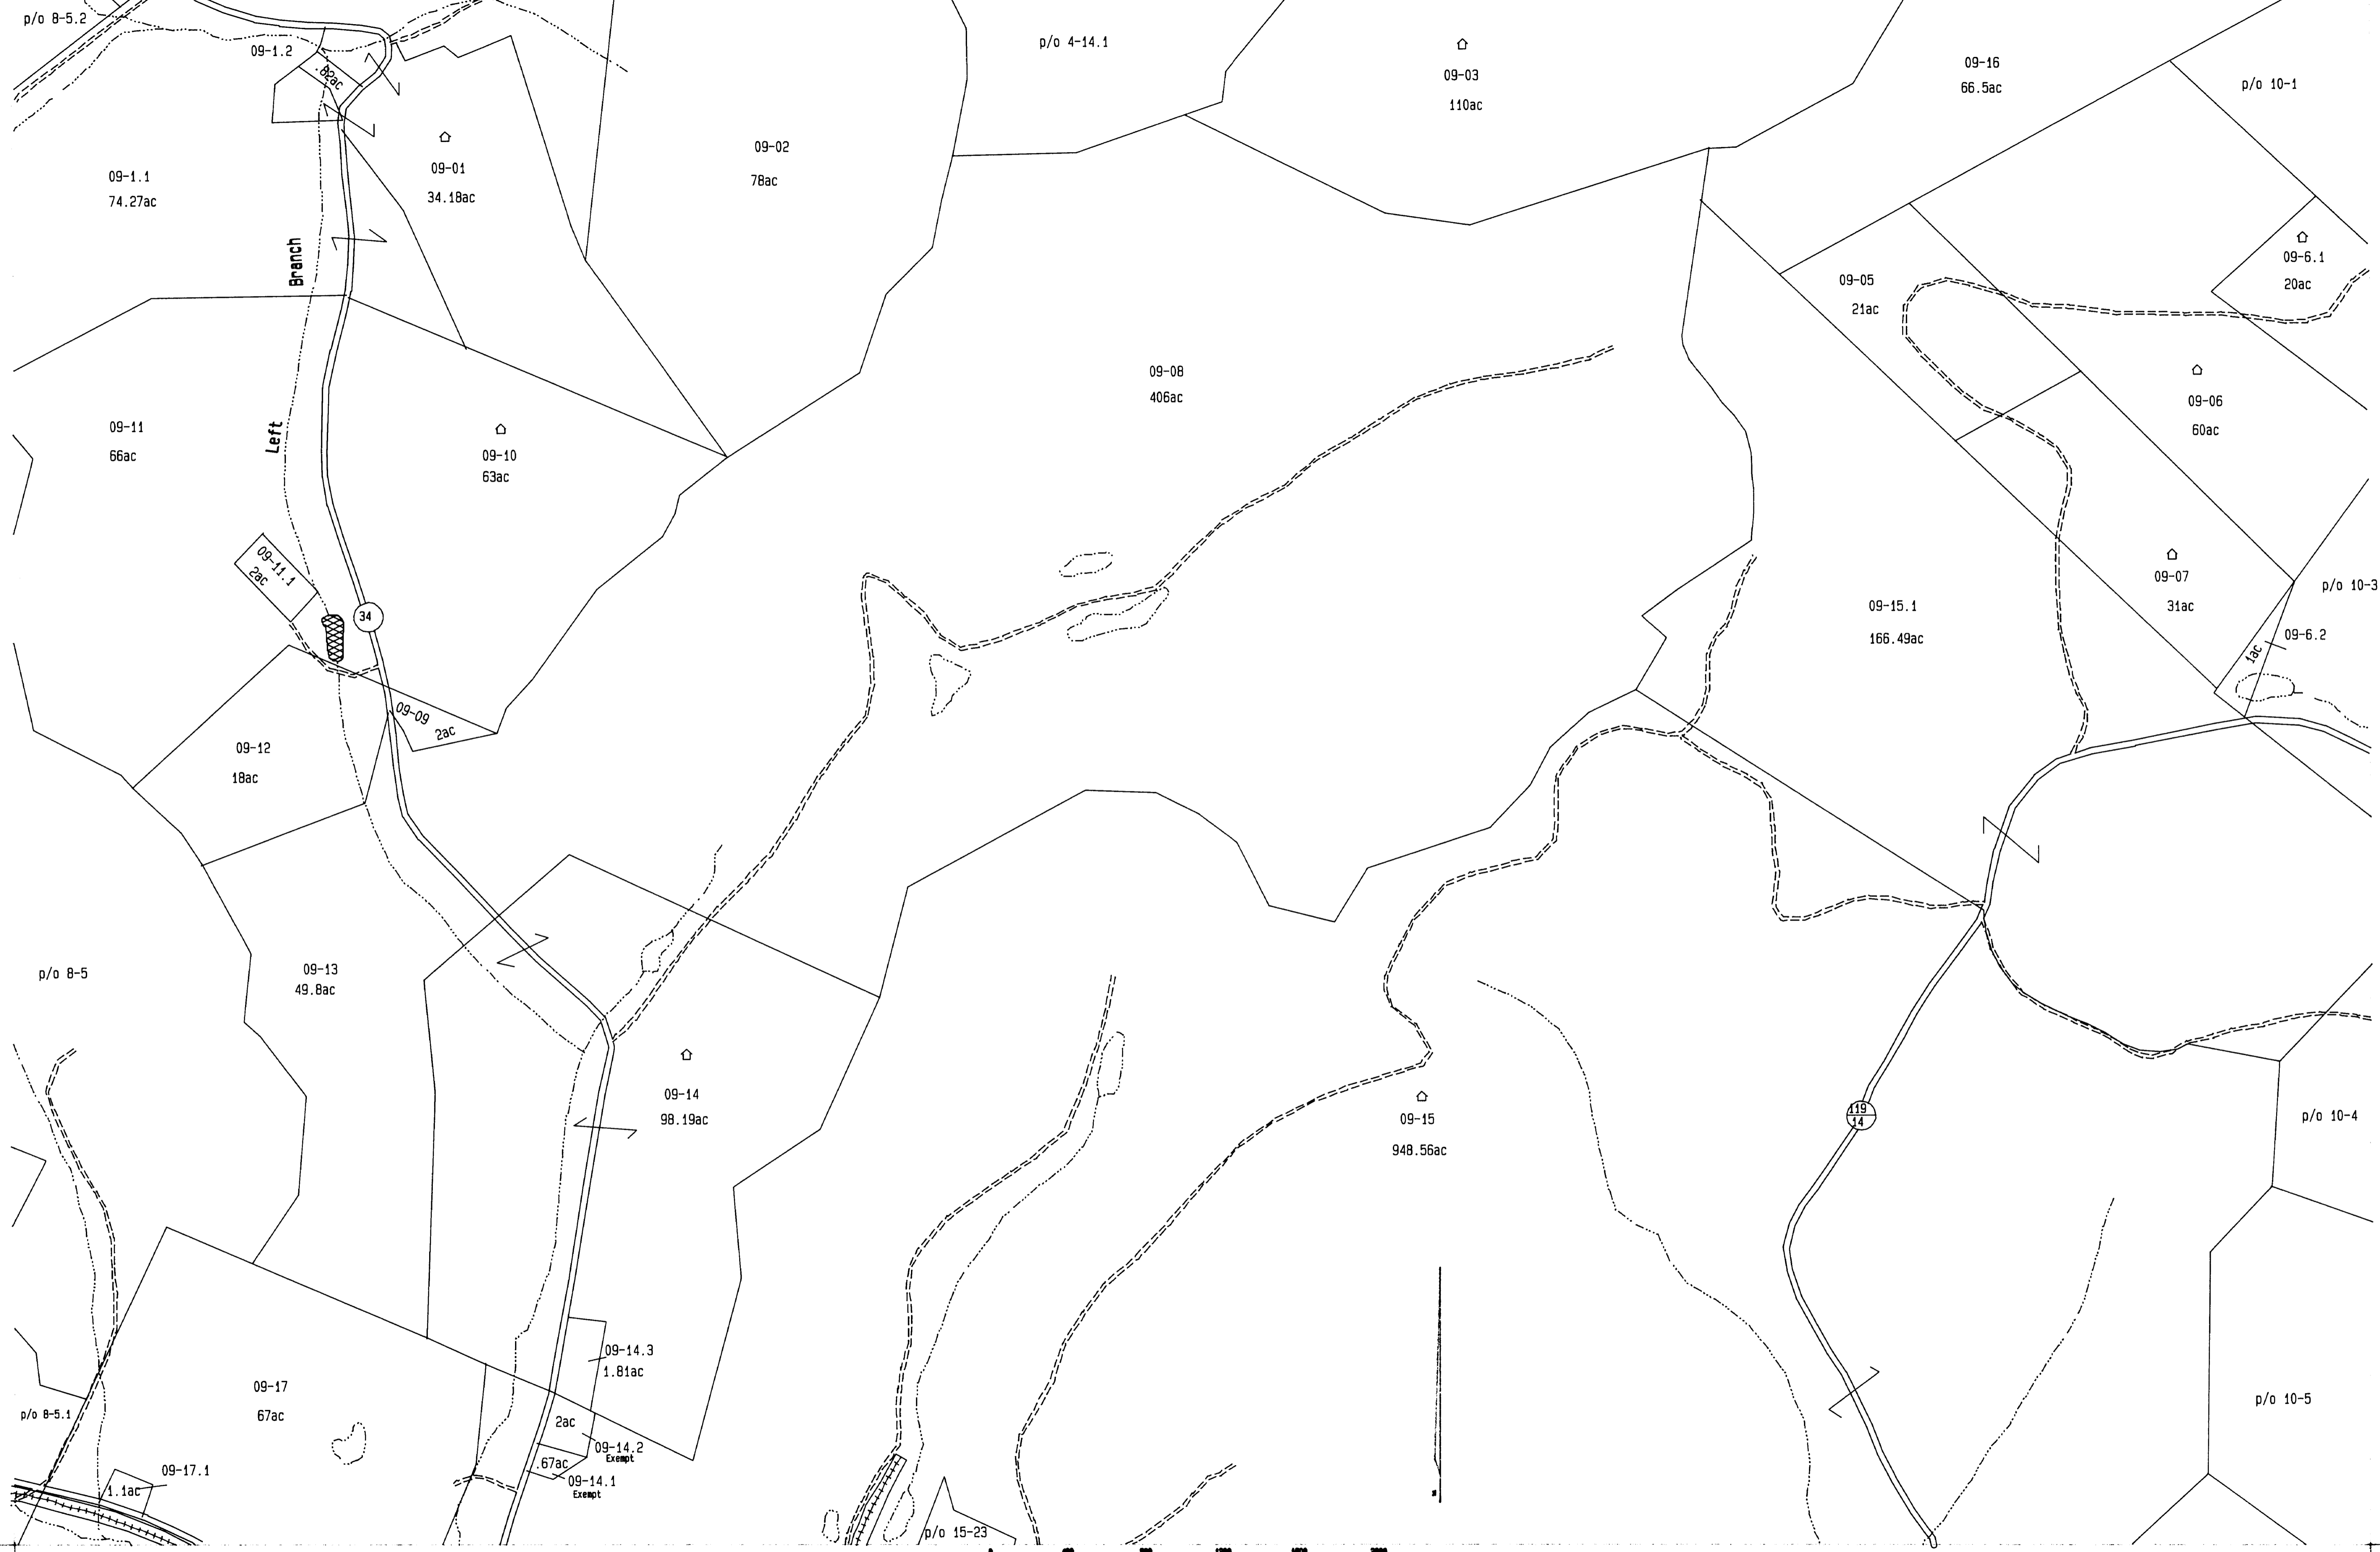 p/o 8-5.2
09-1.2
.82ac
p/o 4-14.1
09-03
110ac
09-16
66.5ac
p/o 10-1
09-1.1
74.27ac
09-01
34.18ac
09-02
78ac
Branch
09-05
21ac
09-6.1
20ac
09-08
406ac
09-06
60ac
Left
09-11
66ac
09-10
63ac
09-11.1
2ac
34
09-15.1
166.49ac
09-07
31ac
p/o 10-3
09-6.2
1ac
09-09
2ac
09-12
18ac
p/o 8-5
09-13
49.8ac
09-14
98.19ac
09-15
948.56ac
119
14
p/o 10-4
09-14.3
1.81ac
09-17
67ac
p/o 8-5.1
2ac
09-14.2
Exempt
.67ac
09-14.1
Exempt
09-17.1
1.1ac
p/o 15-23
p/o 10-5